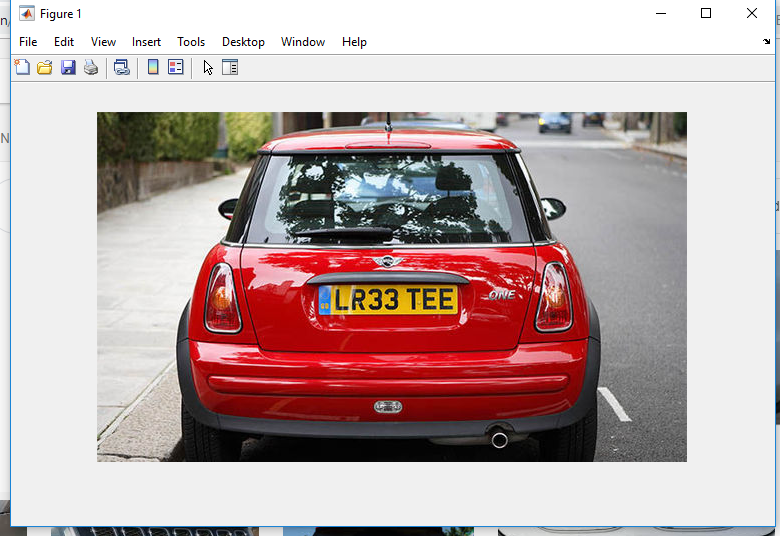 Figure 1
File Edit View Insert Tools Desktop Window Help
LR33 TEE
ONE